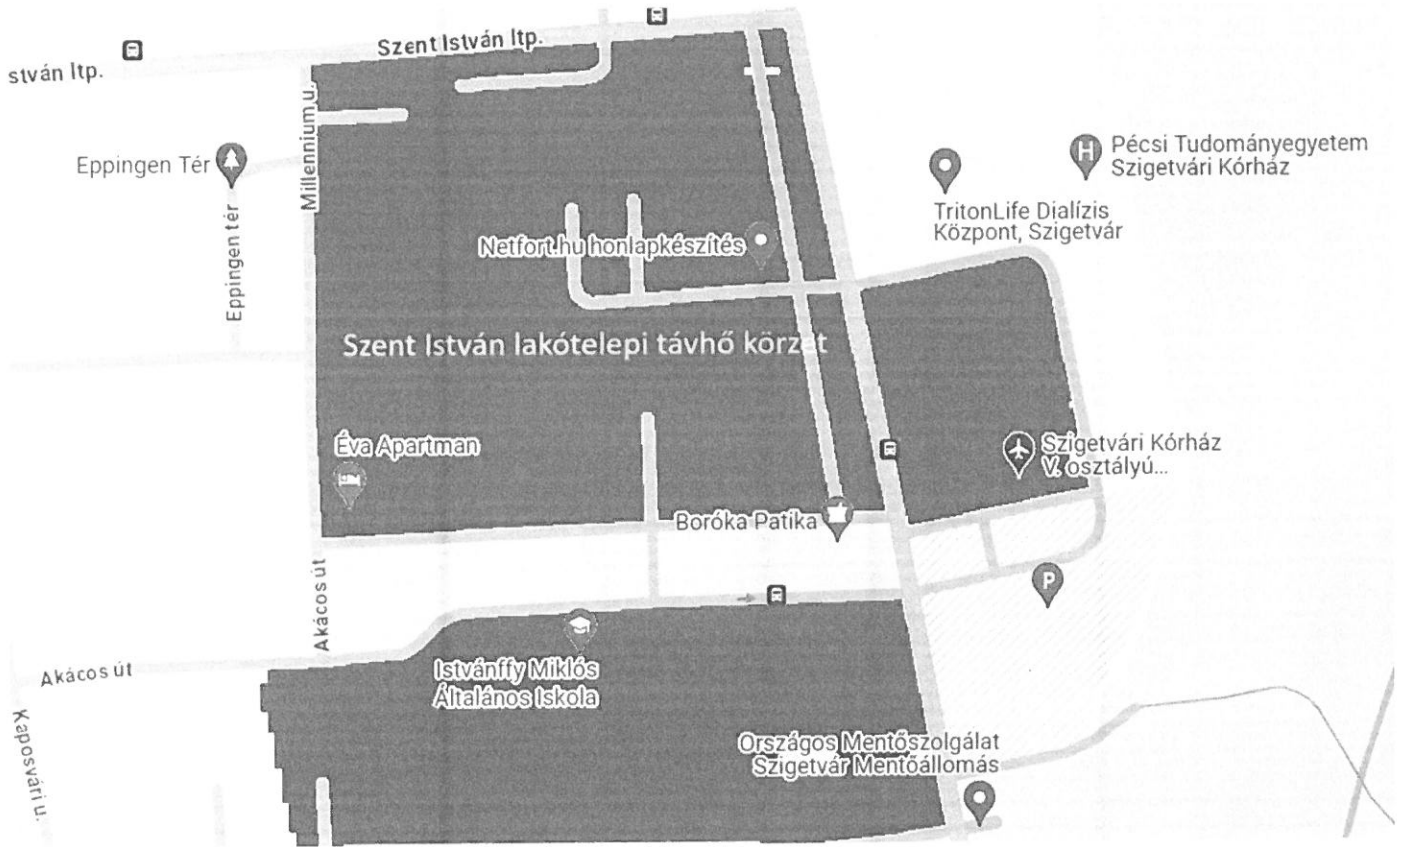 Szent István ltp.
stván ltp.
Millennium u.
Eppingen Tér
Eppingen tér
H
Pécsi Tudományegyetem
Szigetvári Kórház
TritonLife Dialízis
Központ, Szigetvár
Netfort.hu honlapkészítés
Szent István lakótelepi távhő körzet
Éva Apartman
Szigetvári Kórház
V. osztályú...
Boróka Patika
P
Akácos út
Istvánffy Miklós
Általános Iskola
Akácos út
Kaposvári u.
Országos Mentőszolgálat
Szigetvár Mentőállomás